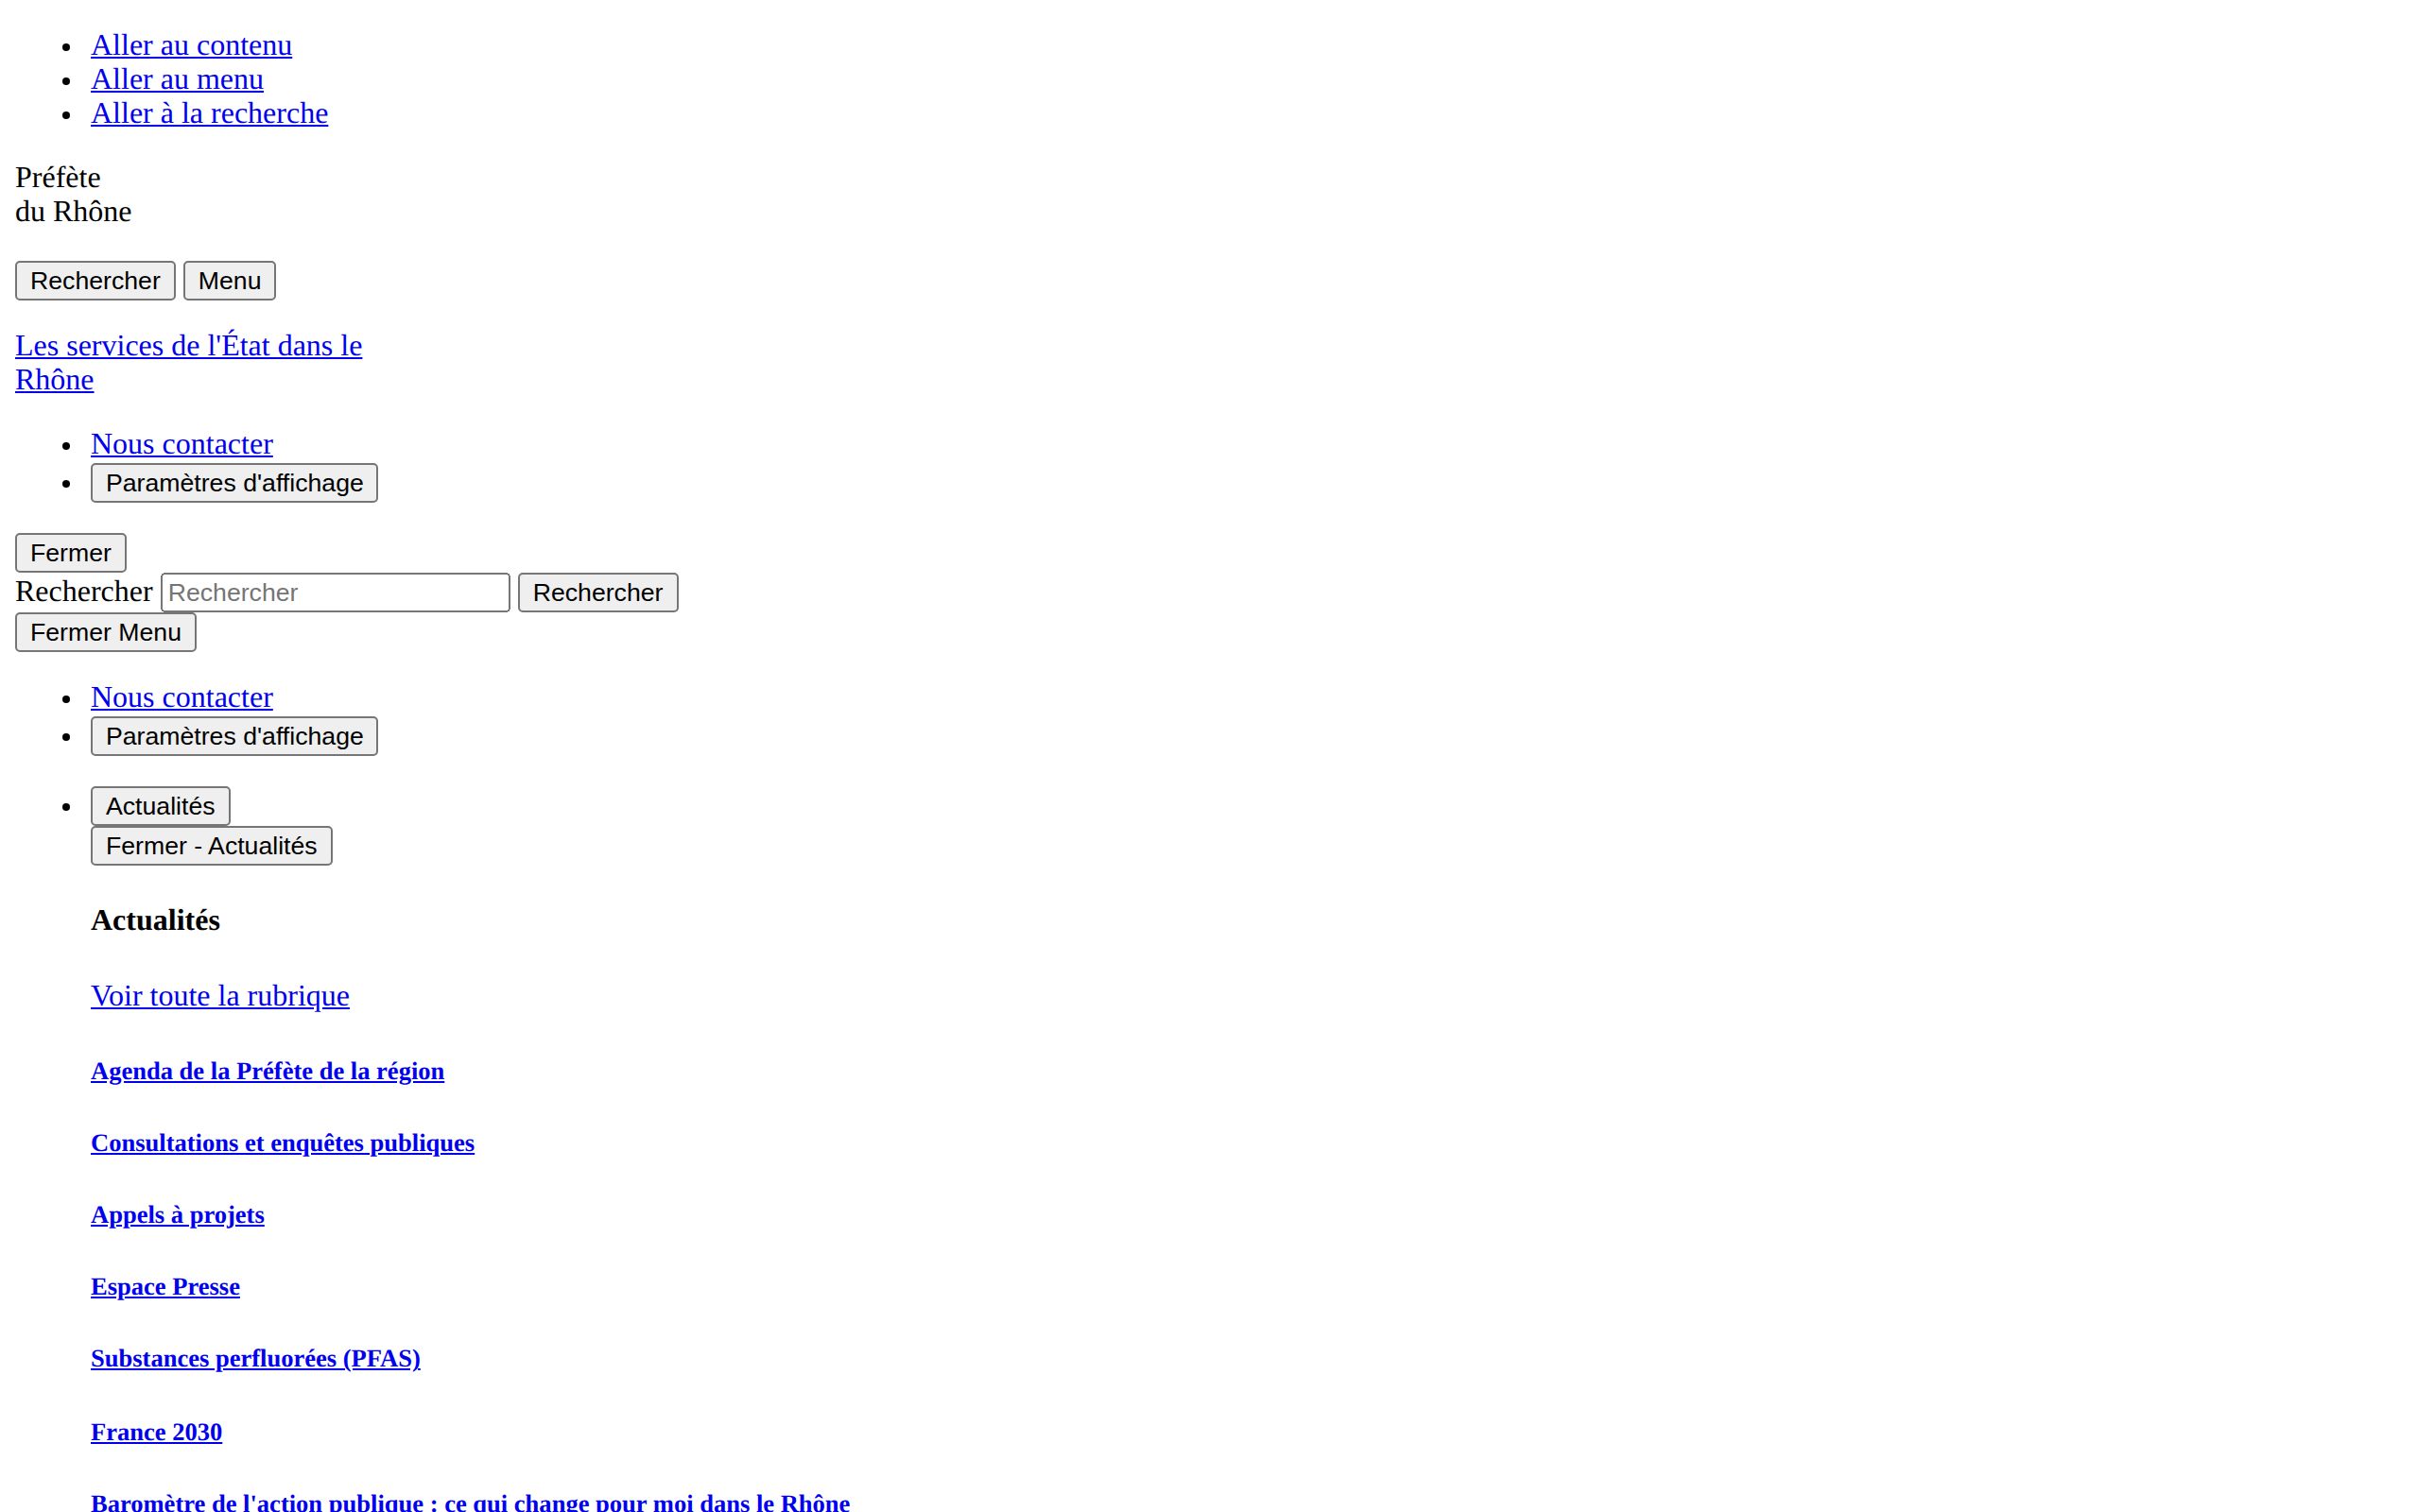 Aller au contenu
Aller au menu
Aller à la recherche
Préfète
du Rhône
Rechercher Menu
Les services de l'État dans le
Rhône
Nous contacter
Paramètres d'affichage
Fermer
Rechercher Rechercher Rechercher
Fermer Menu
Nous contacter
Paramètres d'affichage
Actualités
Fermer - Actualités
Actualités
Voir toute la rubrique
Agenda de la Préfète de la région
Consultations et enquêtes publiques
Appels à projets
Espace Presse
Substances perfluorées (PFAS)
France 2030
Baromètre de l'action publique : ce qui change pour moi dans le Rhône